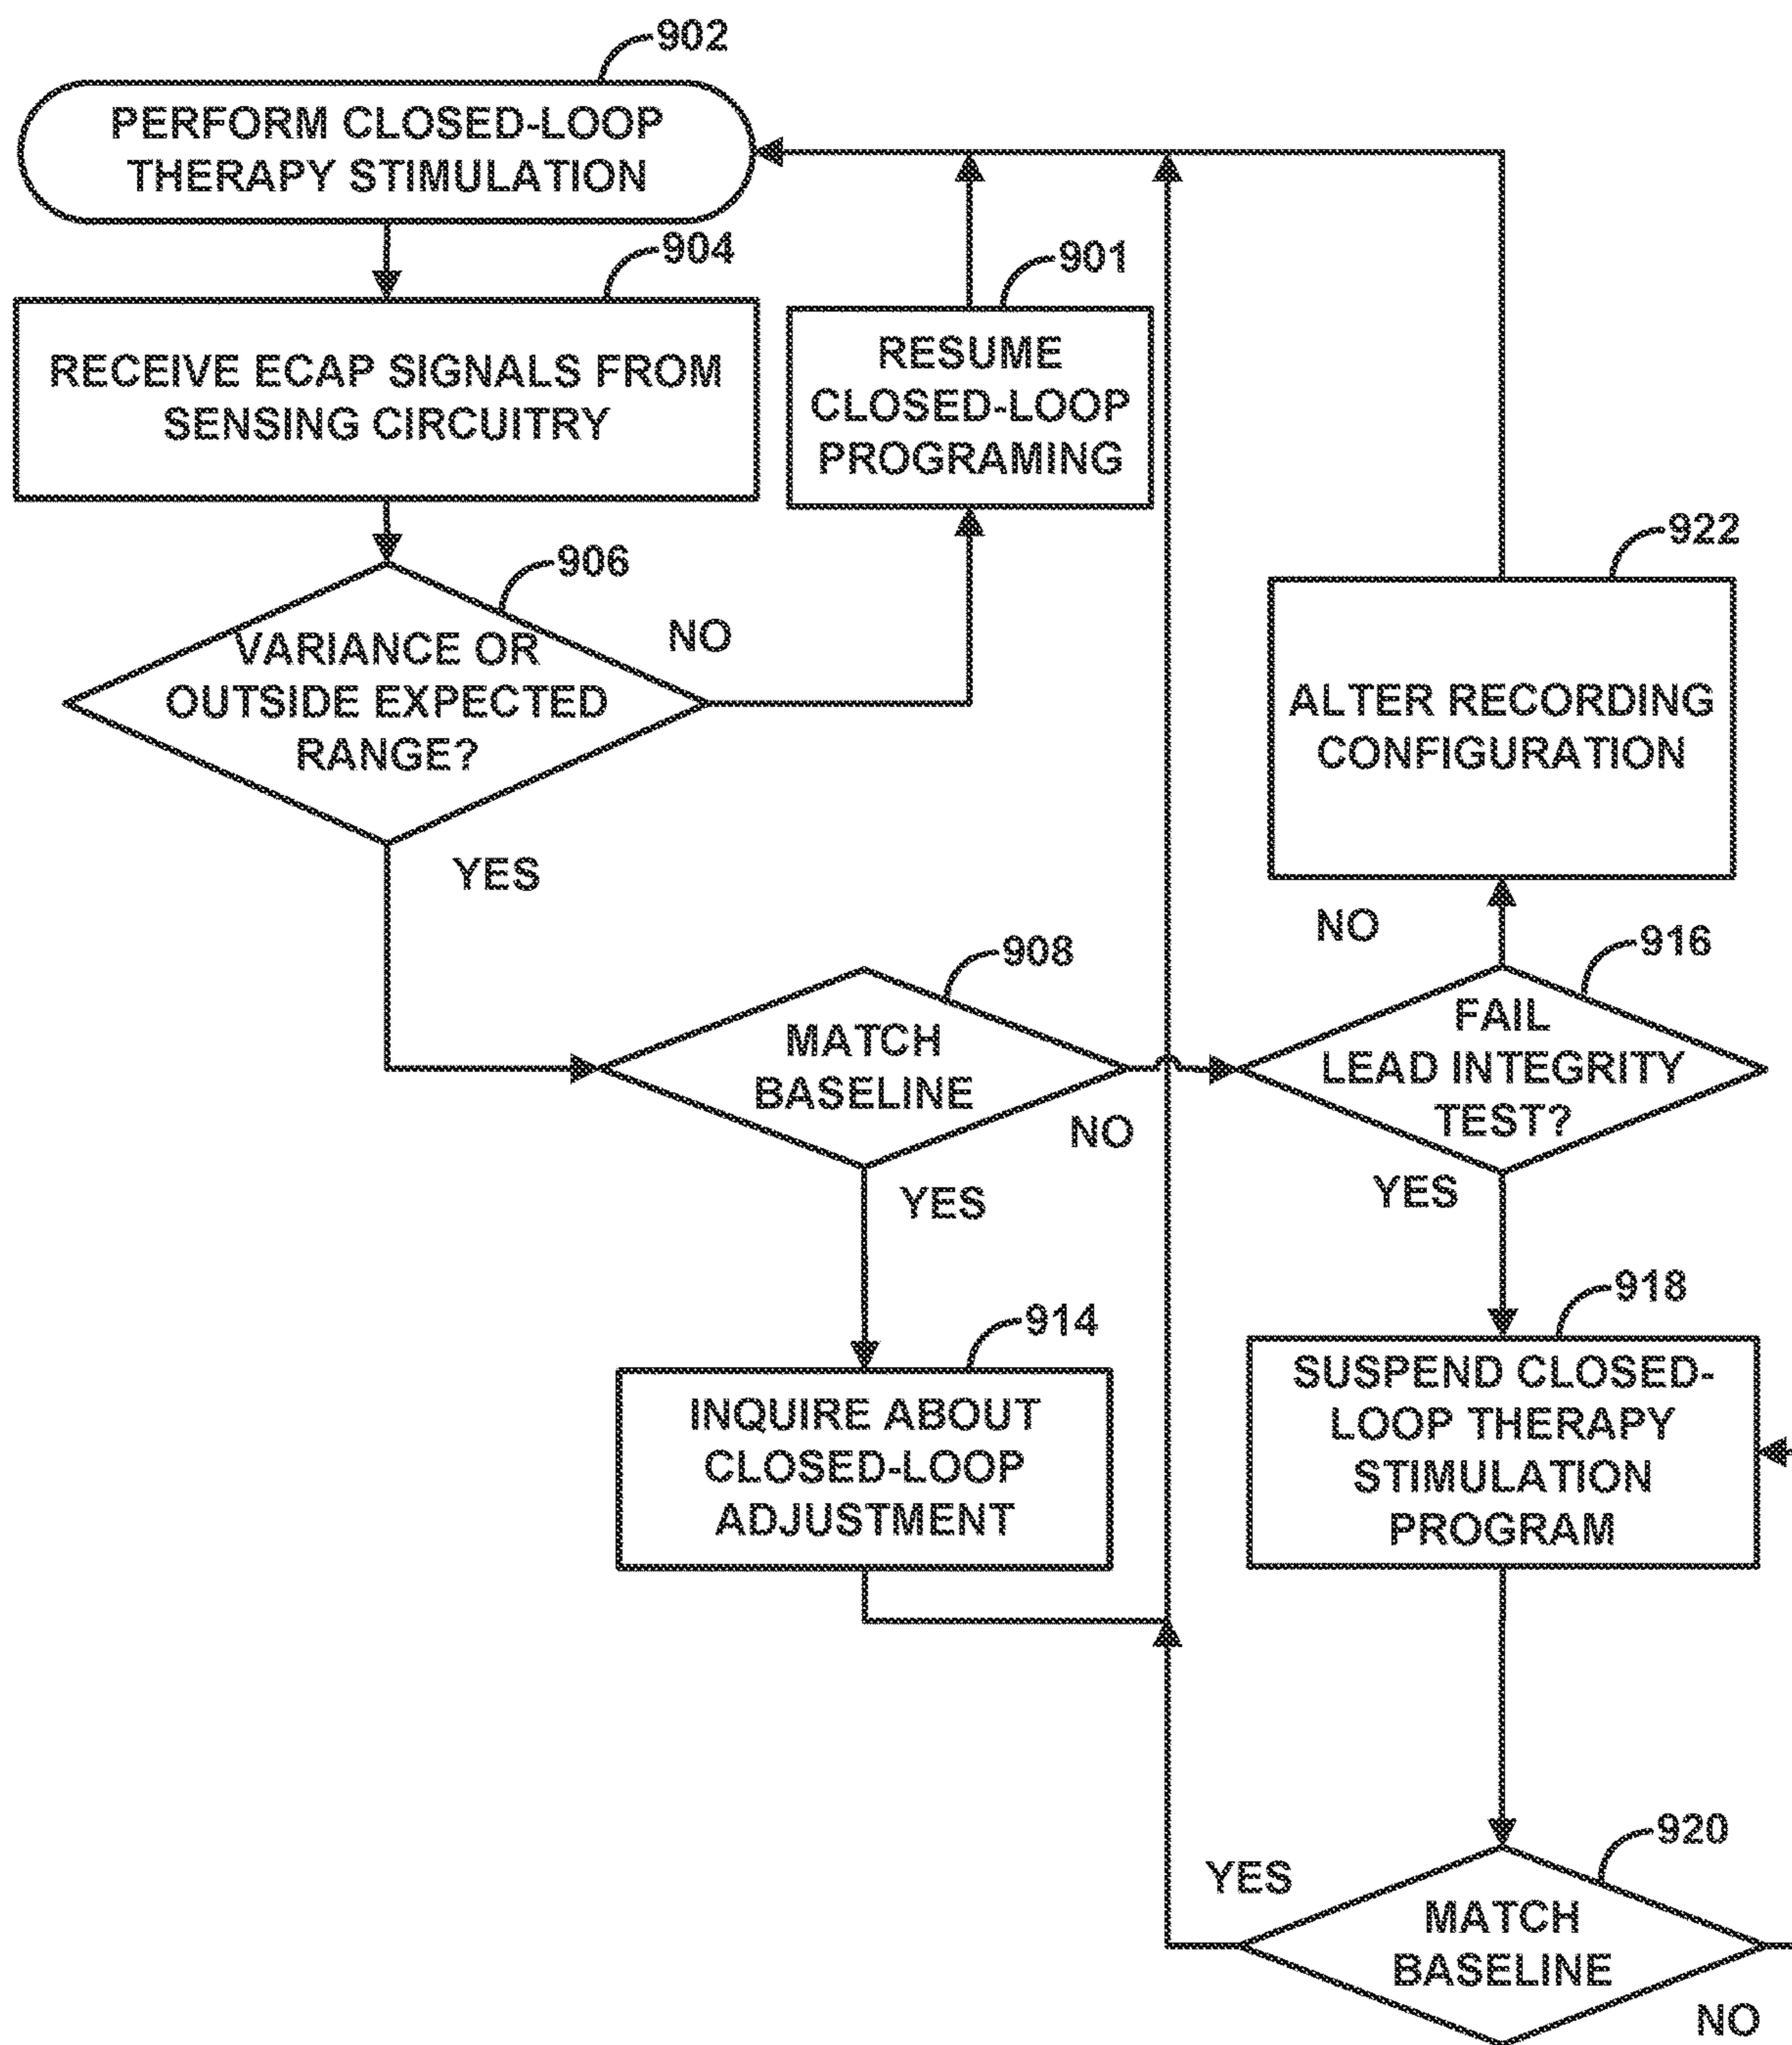 902
PERFORM CLOSED-LOOP
THERAPY STIMULATION
904
RECEIVE ECAP SIGNALS FROM
SENSING CIRCUITRY
901
RESUME
CLOSED-LOOP
PROGRAMING
906
VARIANCE OR
OUTSIDE EXPECTED
RANGE?
NO
YES
922
ALTER RECORDING
CONFIGURATION
NO
908
MATCH
BASELINE
NO
YES
916
FAIL
LEAD INTEGRITY
TEST?
YES
914
INQUIRE ABOUT
CLOSED-LOOP
ADJUSTMENT
918
SUSPEND CLOSED-
LOOP THERAPY
STIMULATION
PROGRAM
920
YES
MATCH
BASELINE
NO